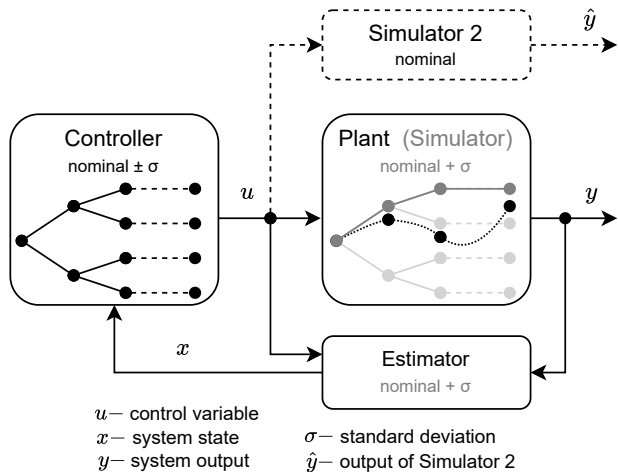 Simulator 2
nominal
ŷ
Controller
nominal ± σ
u
Plant (Simulator)
nominal + σ
y
x
Estimator
nominal + σ
u− control variable
x− system state
y− system output
σ− standard deviation
ŷ− output of Simulator 2